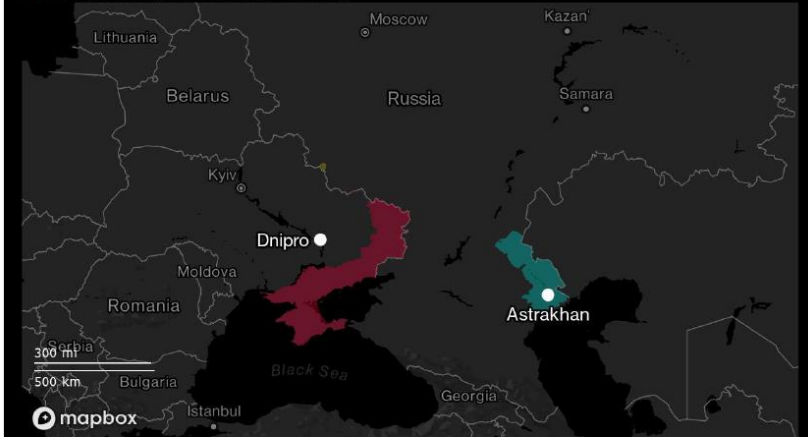 Moscow
Kazan'
Lithuania
Belarus
Russia
Samara
Kyiv
Dnipro
Moldova
Astrakhan
Romania
Serbia
300 mi
500 km
Bulgaria
Black Sea
Georgia
Istanbul
mapbox